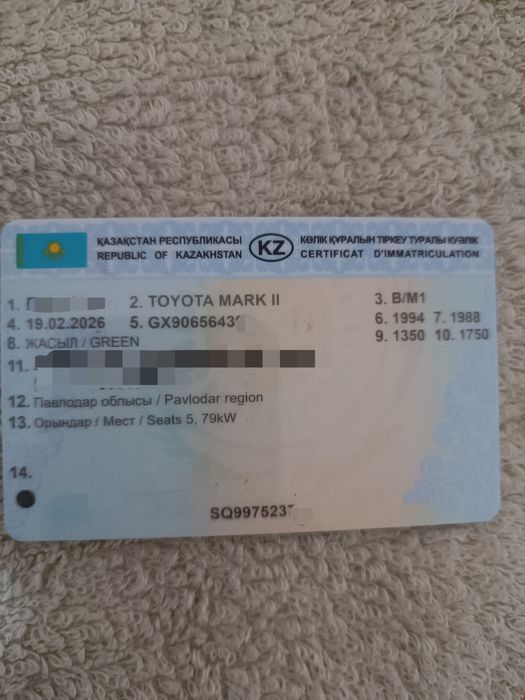 ҚАЗАҚСТАН РЕСПУБЛИКАСЫ KZ КӨЛІК ҚҰРАЛЫН ТІРКЕУ ТУРАЛЫ КУӘЛІК
REPUBLIC OF KAZAKHSTAN CERTIFICAT D'IMMATRICULATION
1. 2. TOYOTA MARK II 3. B/M1
4. 19.02.2026 5. GX9065643 6. 1994 7. 1988
8. ЖАСЫЛ / GREEN 9. 1350 10. 1750
11.
12. Павлодар облысы / Pavlodar region
13. Орындар / Мест / Seats 5, 79kW
14.
SQ997523